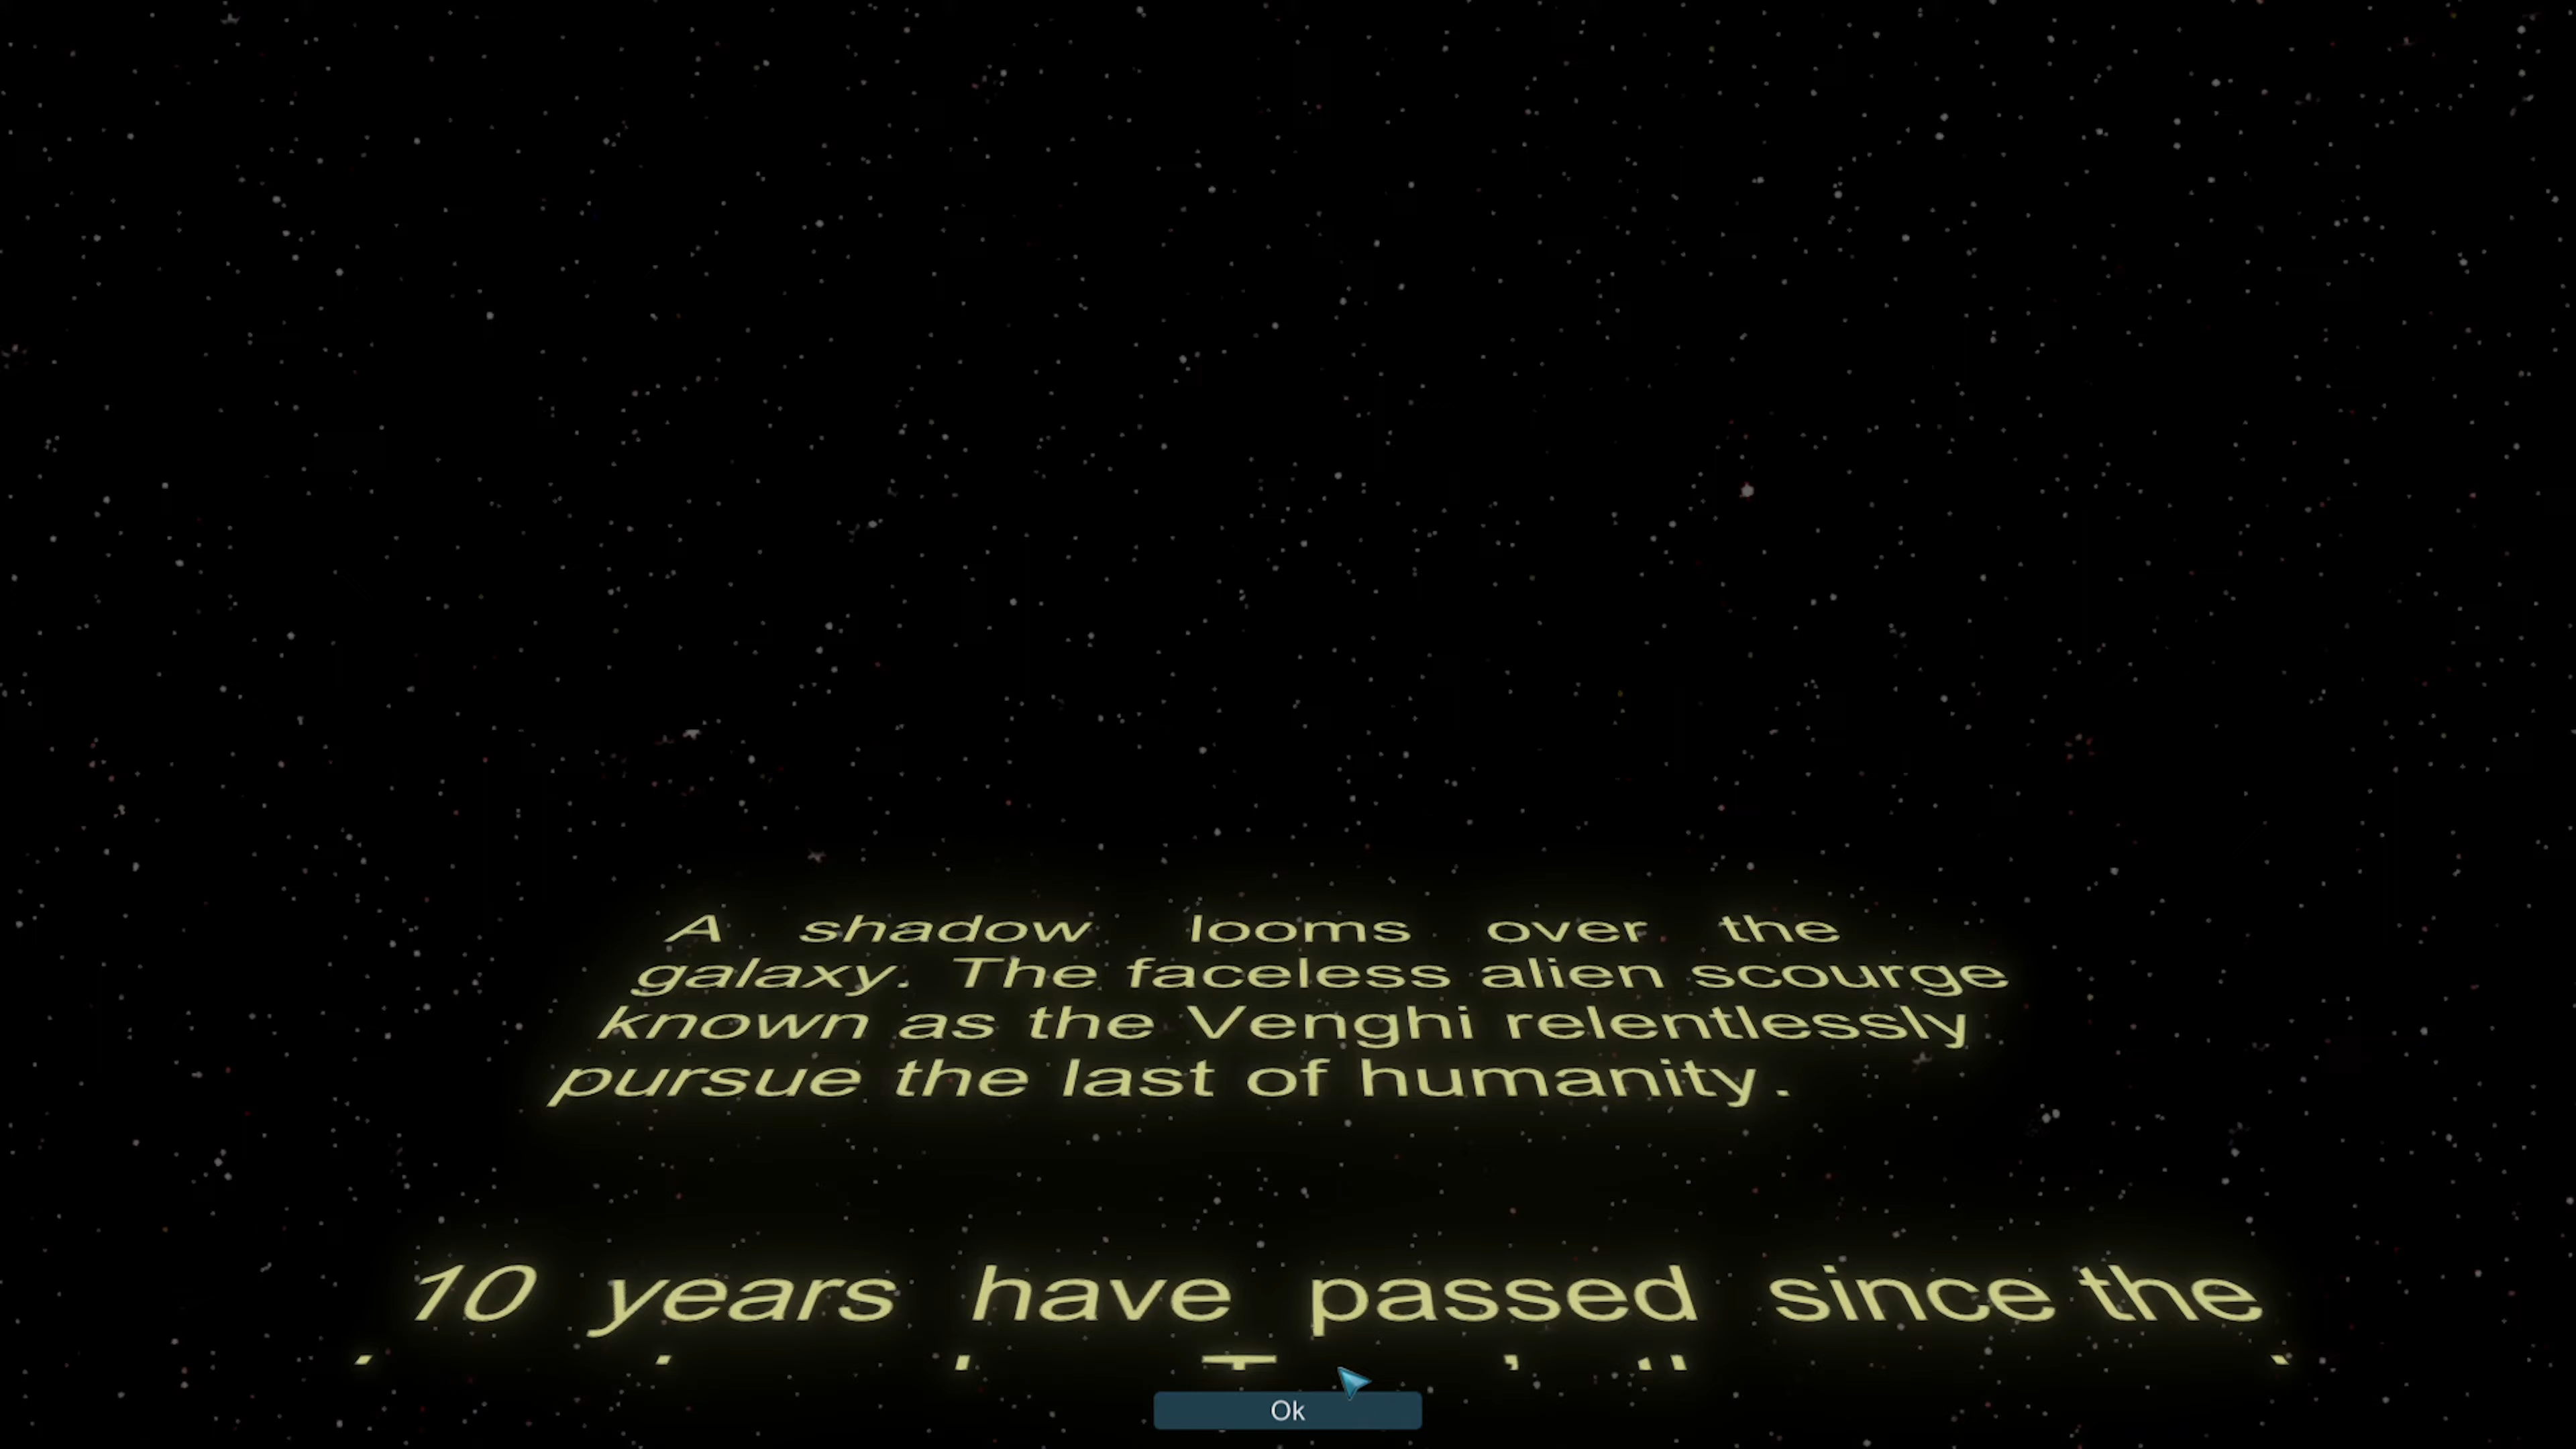 A shadow looms over the
galaxy. The faceless alien scourge
known as the Venghi relentlessly
pursue the last of humanity.
10 years have passed since the
Ok